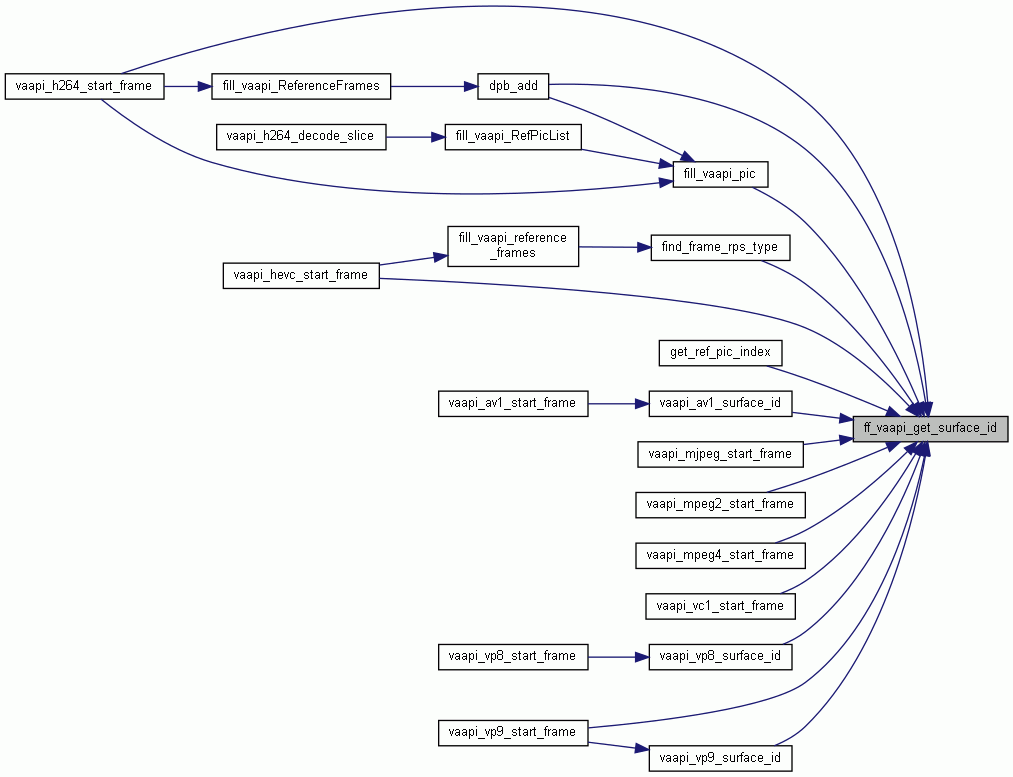 vaapi_h264_start_frame
fill_vaapi_ReferenceFrames
dpb_add
vaapi_h264_decode_slice
fill_vaapi_RefPicList
fill_vaapi_pic
fill_vaapi_reference
_frames
find_frame_rps_type
vaapi_hevc_start_frame
get_ref_pic_index
vaapi_av1_start_frame
vaapi_av1_surface_id
ff_vaapi_get_surface_id
vaapi_mjpeg_start_frame
vaapi_mpeg2_start_frame
vaapi_mpeg4_start_frame
vaapi_vc1_start_frame
vaapi_vp8_start_frame
vaapi_vp8_surface_id
vaapi_vp9_start_frame
vaapi_vp9_surface_id